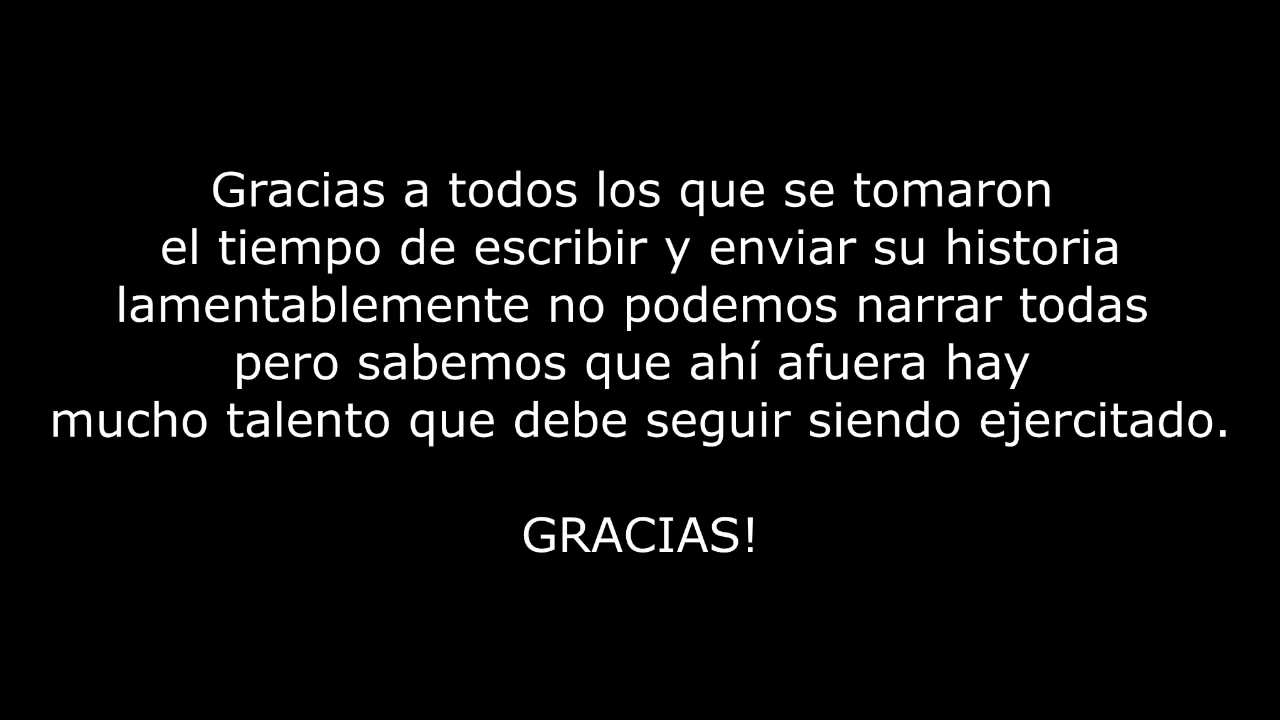 Gracias a todos los que se tomaron
el tiempo de escribir y enviar su historia
lamentablemente no podemos narrar todas
pero sabemos que ahí afuera hay
mucho talento que debe seguir siendo ejercitado.
GRACIAS!